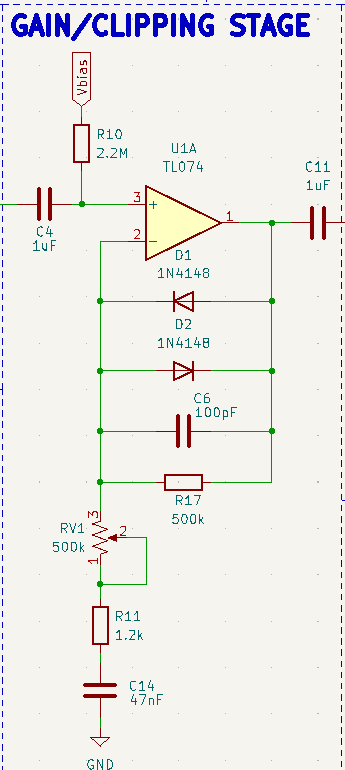 GAIN/CLIPPING STAGE
Vbias
R10
2.2M
U1A
TL074
C11
1uF
3
+
1
2
−
C4
1uF
D1
1N4148
D2
1N4148
C6
100pF
R17
500k
3
RV1
500k
2
1
R11
1.2k
C14
47nF
GND